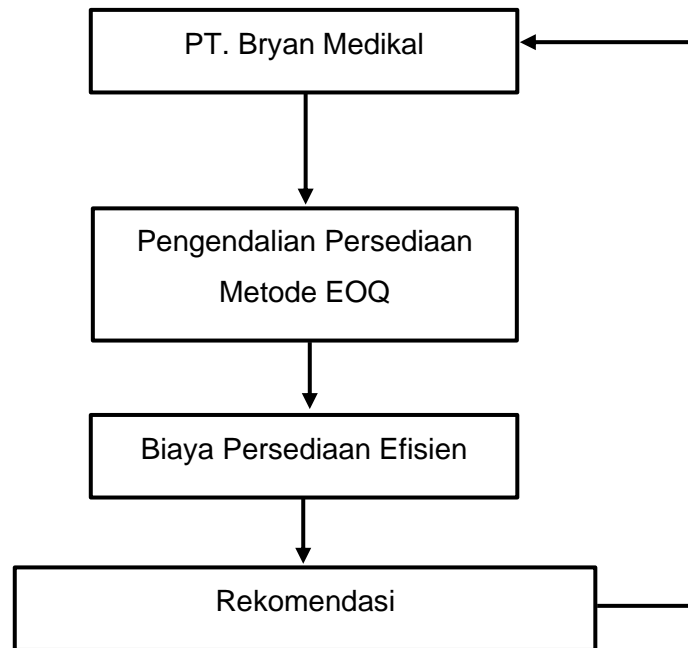 PT. Bryan Medikal
Pengendalian Persediaan
Metode EOQ
Biaya Persediaan Efisien
Rekomendasi